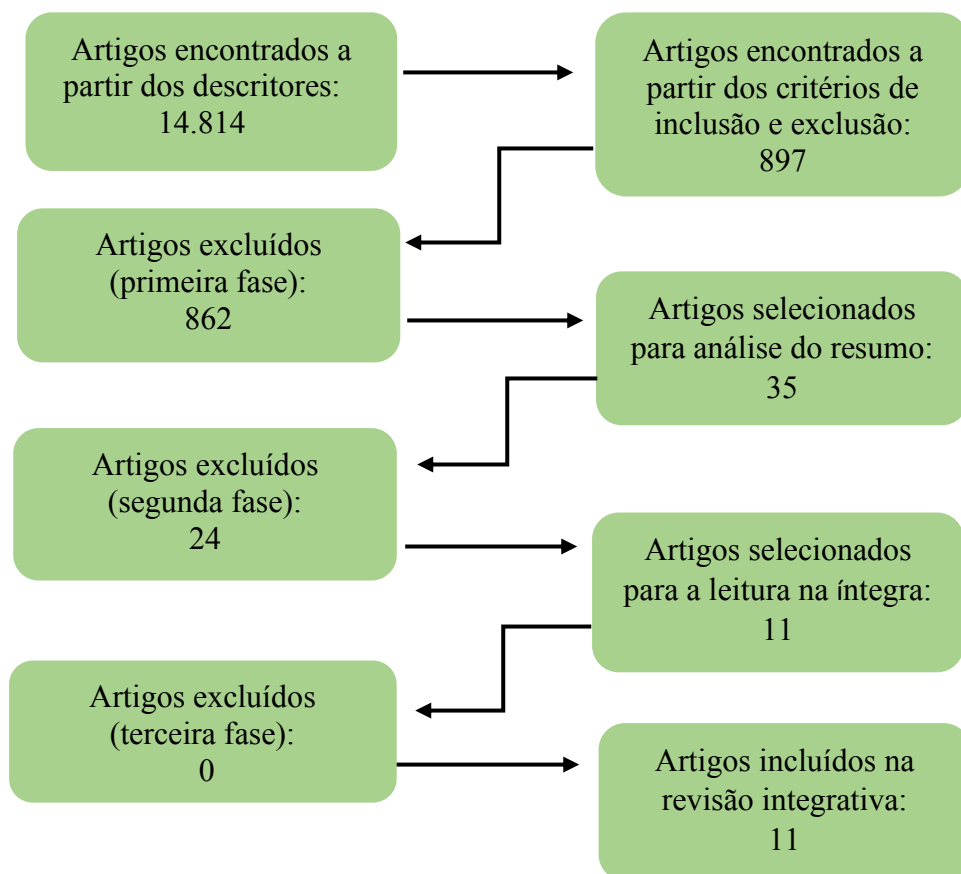 Artigos encontrados a
partir dos descritores:
14.814
Artigos encontrados a
partir dos critérios de
inclusão e exclusão:
897
Artigos excluídos
(primeira fase):
862
Artigos selecionados
para análise do resumo:
35
Artigos excluídos
(segunda fase):
24
Artigos selecionados
para a leitura na íntegra:
11
Artigos excluídos
(terceira fase):
0
Artigos incluídos na
revisão integrativa:
11